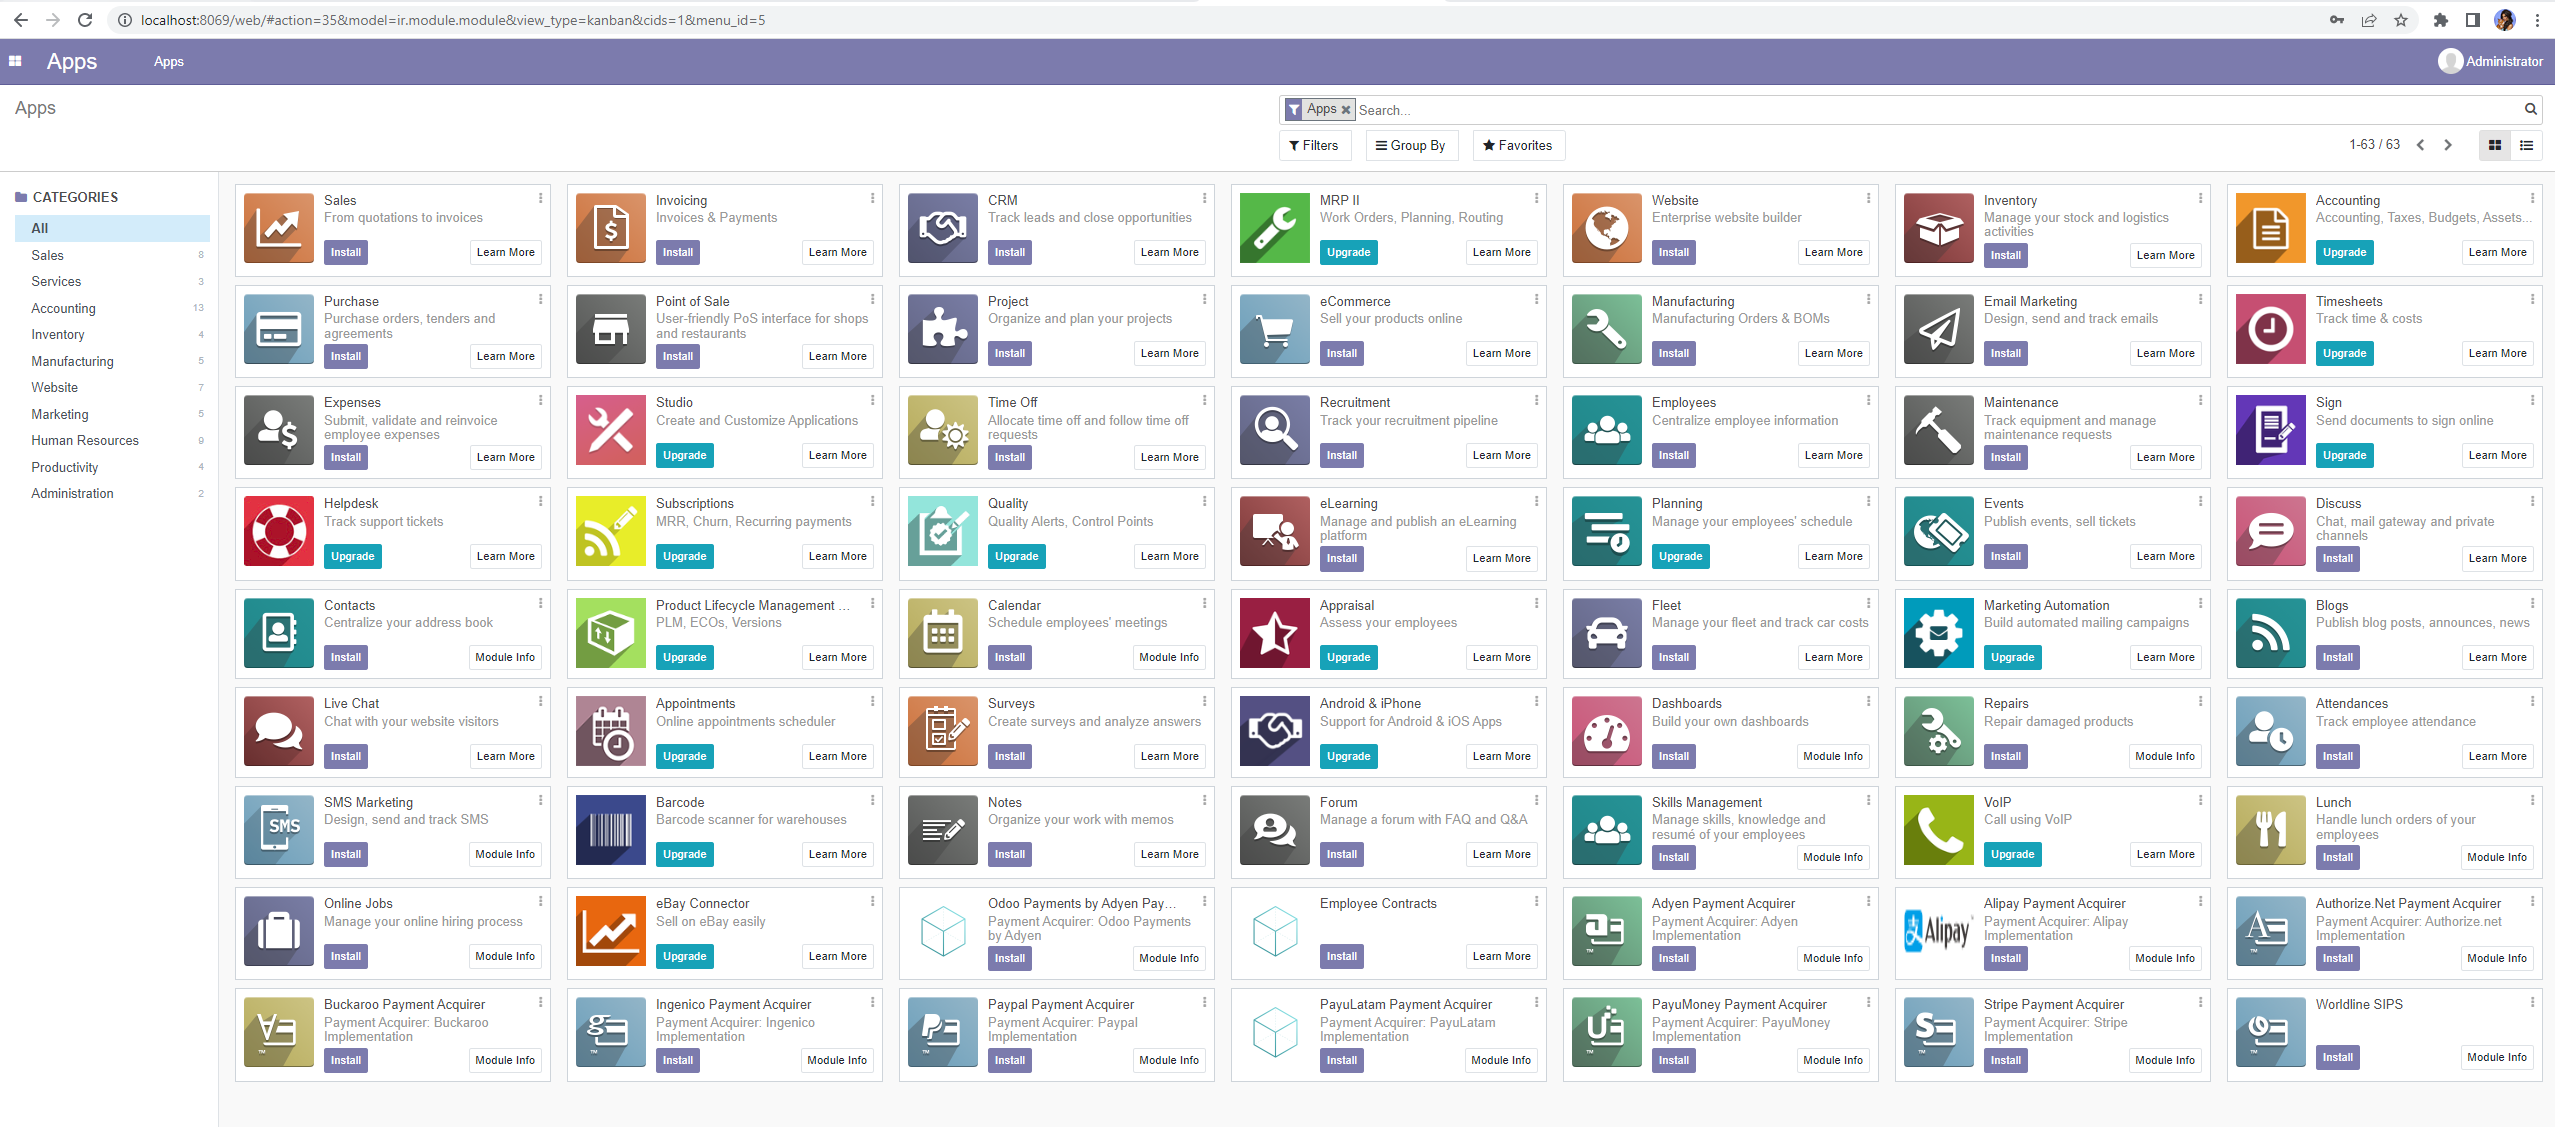 localhost:8069/web/#action=35&model=ir.module.module&view_type=kanban&cids=1&menu_id=5
Apps
Apps
Administrator
Apps
Apps
Search...
Filters
Group By
Favorites
1-63 / 63
CATEGORIES
All
Sales 8
Services 3
Accounting 13
Inventory 4
Manufacturing 5
Website 7
Marketing 5
Human Resources 9
Productivity 4
Administration 2
Sales
From quotations to invoices
Install Learn More
Invoicing
Invoices & Payments
Install Learn More
CRM
Track leads and close opportunities
Install Learn More
MRP II
Work Orders, Planning, Routing
Upgrade Learn More
Website
Enterprise website builder
Install Learn More
Inventory
Manage your stock and logistics
activities
Install Learn More
Accounting
Accounting, Taxes, Budgets, Assets...
Upgrade Learn More
Purchase
Purchase orders, tenders and
agreements
Install Learn More
Point of Sale
User-friendly PoS interface for shops
and restaurants
Install Learn More
Project
Organize and plan your projects
Install Learn More
eCommerce
Sell your products online
Install Learn More
Manufacturing
Manufacturing Orders & BOMs
Install Learn More
Email Marketing
Design, send and track emails
Install Learn More
Timesheets
Track time & costs
Upgrade Learn More
Expenses
Submit, validate and reinvoice
employee expenses
Install Learn More
Studio
Create and Customize Applications
Upgrade Learn More
Time Off
Allocate time off and follow time off
requests
Install Learn More
Recruitment
Track your recruitment pipeline
Install Learn More
Employees
Centralize employee information
Install Learn More
Maintenance
Track equipment and manage
maintenance requests
Install Learn More
Sign
Send documents to sign online
Upgrade Learn More
Helpdesk
Track support tickets
Upgrade Learn More
Subscriptions
MRR, Churn, Recurring payments
Upgrade Learn More
Quality
Quality Alerts, Control Points
Upgrade Learn More
eLearning
Manage and publish an eLearning
platform
Install Learn More
Planning
Manage your employees' schedule
Upgrade Learn More
Events
Publish events, sell tickets
Install Learn More
Discuss
Chat, mail gateway and private
channels
Install Learn More
Contacts
Centralize your address book
Install Module Info
Product Lifecycle Management ...
PLM, ECOs, Versions
Upgrade Learn More
Calendar
Schedule employees' meetings
Install Module Info
Appraisal
Assess your employees
Upgrade Learn More
Fleet
Manage your fleet and track car costs
Install Learn More
Marketing Automation
Build automated mailing campaigns
Upgrade Learn More
Blogs
Publish blog posts, announces, news
Install Learn More
Live Chat
Chat with your website visitors
Install Learn More
Appointments
Online appointments scheduler
Upgrade Learn More
Surveys
Create surveys and analyze answers
Install Learn More
Android & iPhone
Support for Android & iOS Apps
Upgrade Learn More
Dashboards
Build your own dashboards
Install Module Info
Repairs
Repair damaged products
Install Module Info
Attendances
Track employee attendance
Install Learn More
SMS
SMS Marketing
Design, send and track SMS
Install Module Info
Barcode
Barcode scanner for warehouses
Upgrade Learn More
Notes
Organize your work with memos
Install Learn More
Forum
Manage a forum with FAQ and Q&A
Install Learn More
Skills Management
Manage skills, knowledge and
resumé of your employees
Install Module Info
VoIP
Call using VoIP
Upgrade Learn More
Lunch
Handle lunch orders of your
employees
Install Module Info
Online Jobs
Manage your online hiring process
Install Module Info
eBay Connector
Sell on eBay easily
Upgrade Learn More
Odoo Payments by Adyen Pay...
Payment Acquirer: Odoo Payments
by Adyen
Install Module Info
Employee Contracts
Install Learn More
Adyen Payment Acquirer
Payment Acquirer: Adyen
Implementation
Install Module Info
Alipay
Alipay Payment Acquirer
Payment Acquirer: Alipay
Implementation
Install Module Info
Authorize.Net Payment Acquirer
Payment Acquirer: Authorize.net
Implementation
Install Module Info
Buckaroo Payment Acquirer
Payment Acquirer: Buckaroo
Implementation
Install Module Info
Ingenico Payment Acquirer
Payment Acquirer: Ingenico
Implementation
Install Module Info
Paypal Payment Acquirer
Payment Acquirer: Paypal
Implementation
Install Module Info
PayuLatam Payment Acquirer
Payment Acquirer: PayuLatam
Implementation
Install Module Info
PayuMoney Payment Acquirer
Payment Acquirer: PayuMoney
Implementation
Install Module Info
Stripe Payment Acquirer
Payment Acquirer: Stripe
Implementation
Install Module Info
Worldline SIPS
Install Module Info